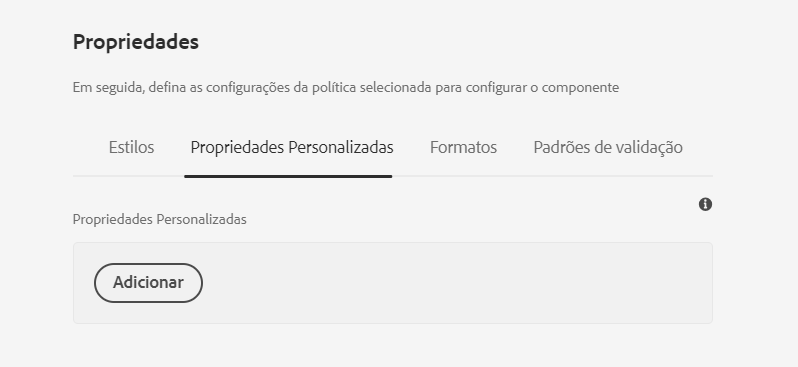 Propriedades
Em seguida, defina as configurações da política selecionada para configurar o componente
Estilos Propriedades Personalizadas Formatos Padrões de validação
Propriedades Personalizadas
Adicionar